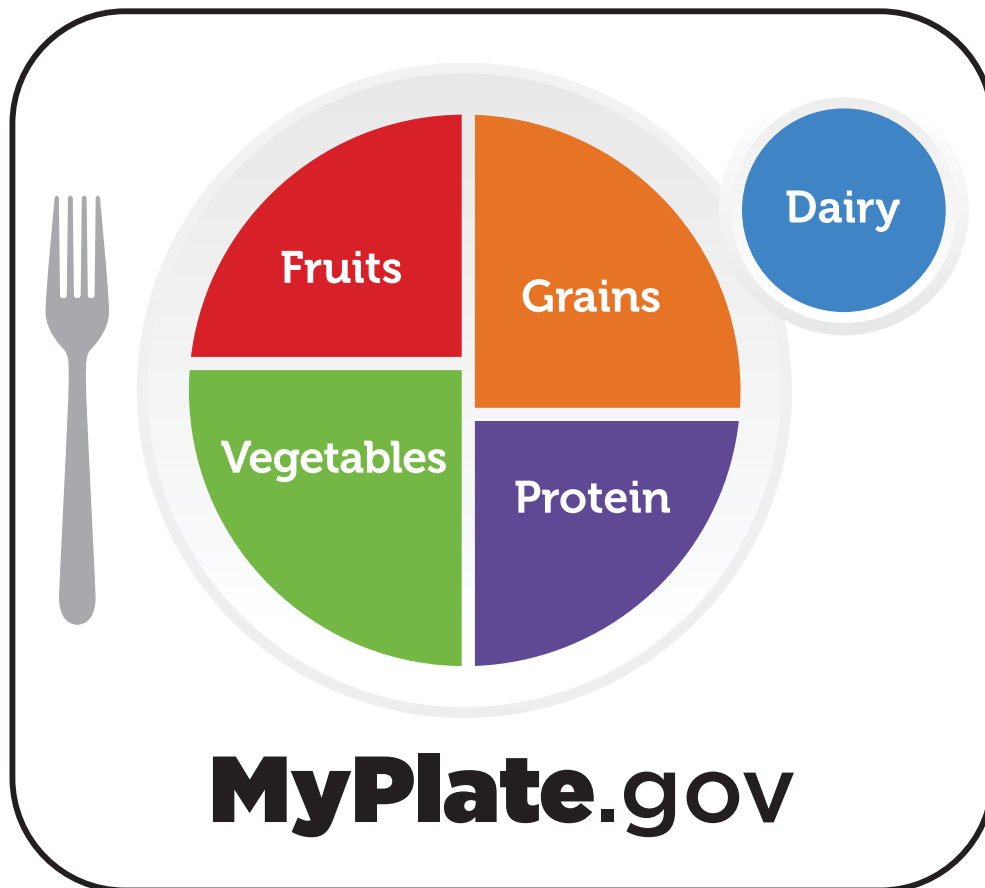 Fruits
Grains
Dairy
Vegetables
Protein
MyPlate.gov